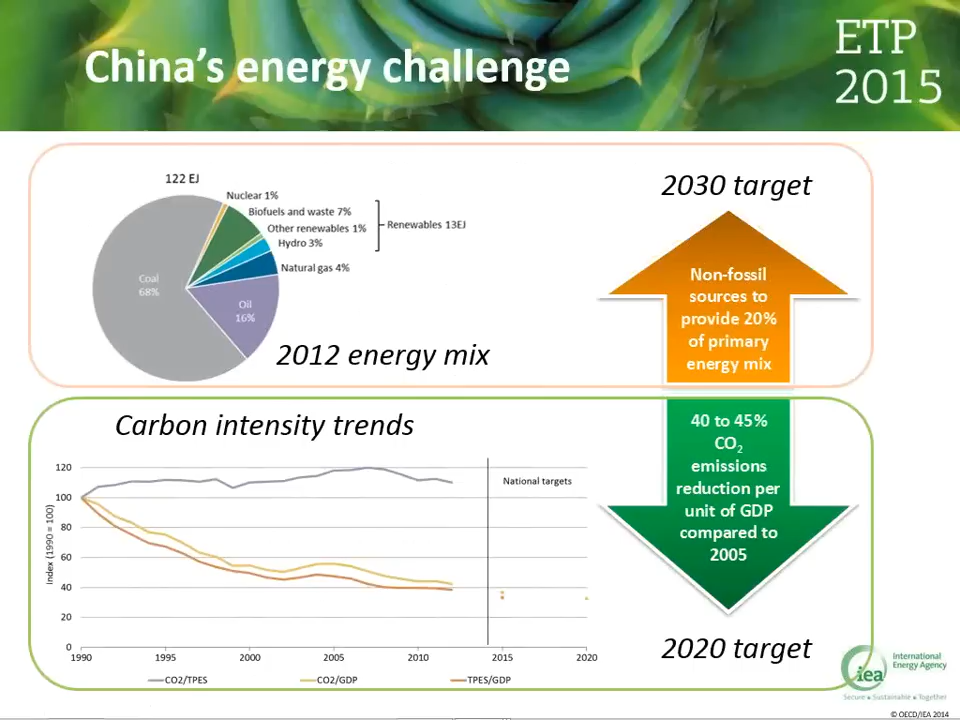 China's energy challenge
ETP
2015
122 EJ
Nuclear 1%
Biofuels and waste 7%
Other renewables 1%
Hydro 3%
Renewables 13EJ
Natural gas 4%
Coal
68%
Oil
16%
2012 energy mix
2030 target
Non-fossil
sources to
provide 20%
of primary
energy mix
Carbon intensity trends
40 to 45%
CO2
emissions
reduction per
unit of GDP
compared to
2005
2020 target
Index (1990 = 100)
120
100
80
60
40
20
0
National targets
1990 1995 2000 2005 2010 2015 2020
CO2/TPES CO2/GDP TPES/GDP
iea
International
Energy Agency
Secure • Sustainable • Together
© OECD/IEA 2014